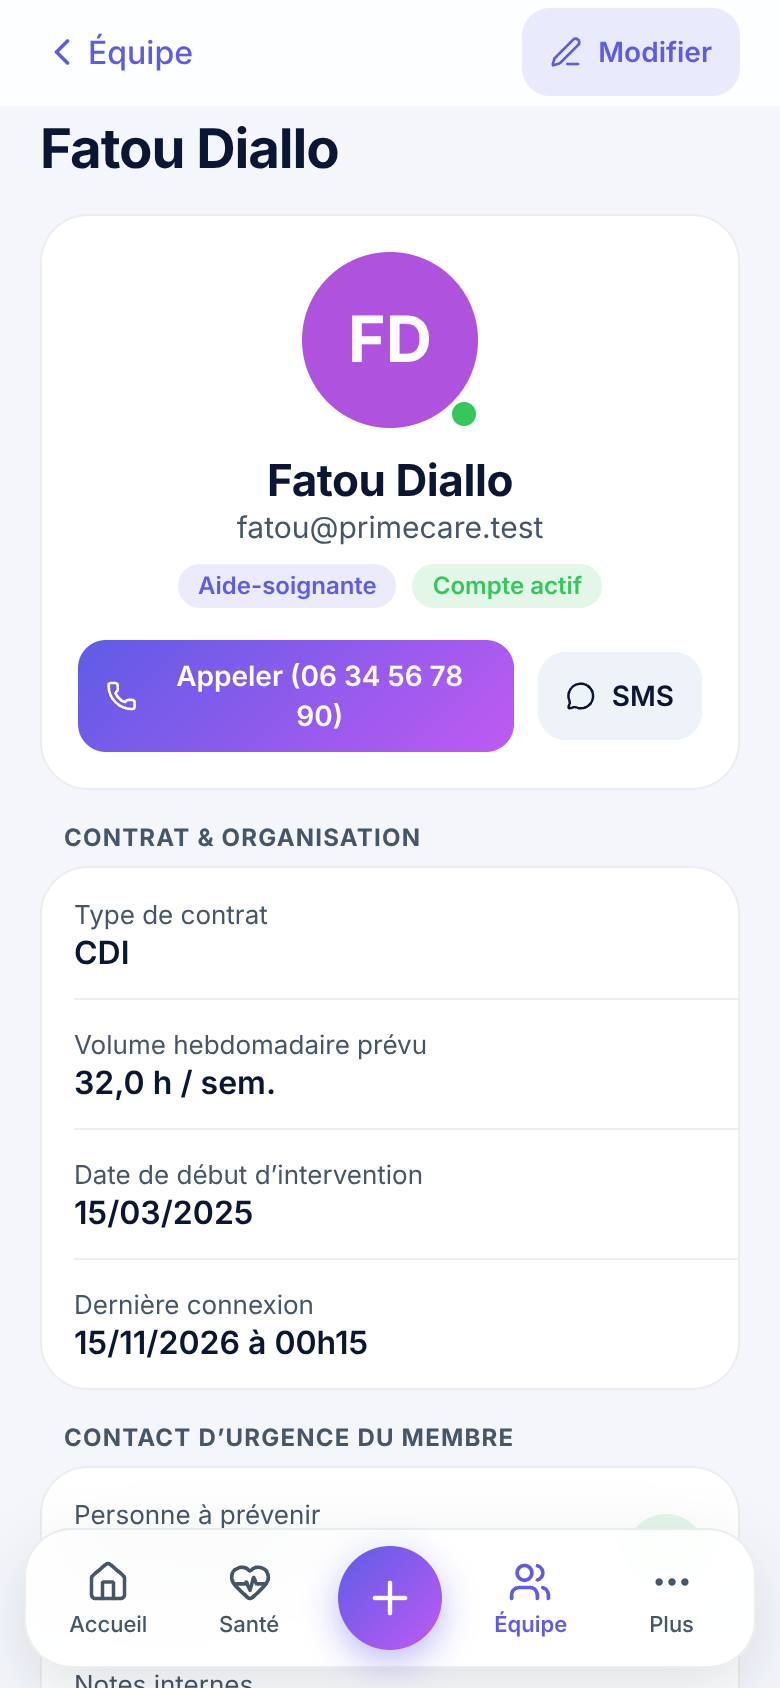 Équipe
Modifier
Fatou Diallo
FD
Fatou Diallo
fatou@primecare.test
Aide-soignante
Compte actif
Appeler (06 34 56 78
90)
SMS
CONTRAT & ORGANISATION
Type de contrat
CDI
Volume hebdomadaire prévu
32,0 h / sem.
Date de début d’intervention
15/03/2025
Dernière connexion
15/11/2026 à 00h15
CONTACT D’URGENCE DU MEMBRE
Personne à prévenir
Accueil
Santé
Équipe
Plus
Notes internes